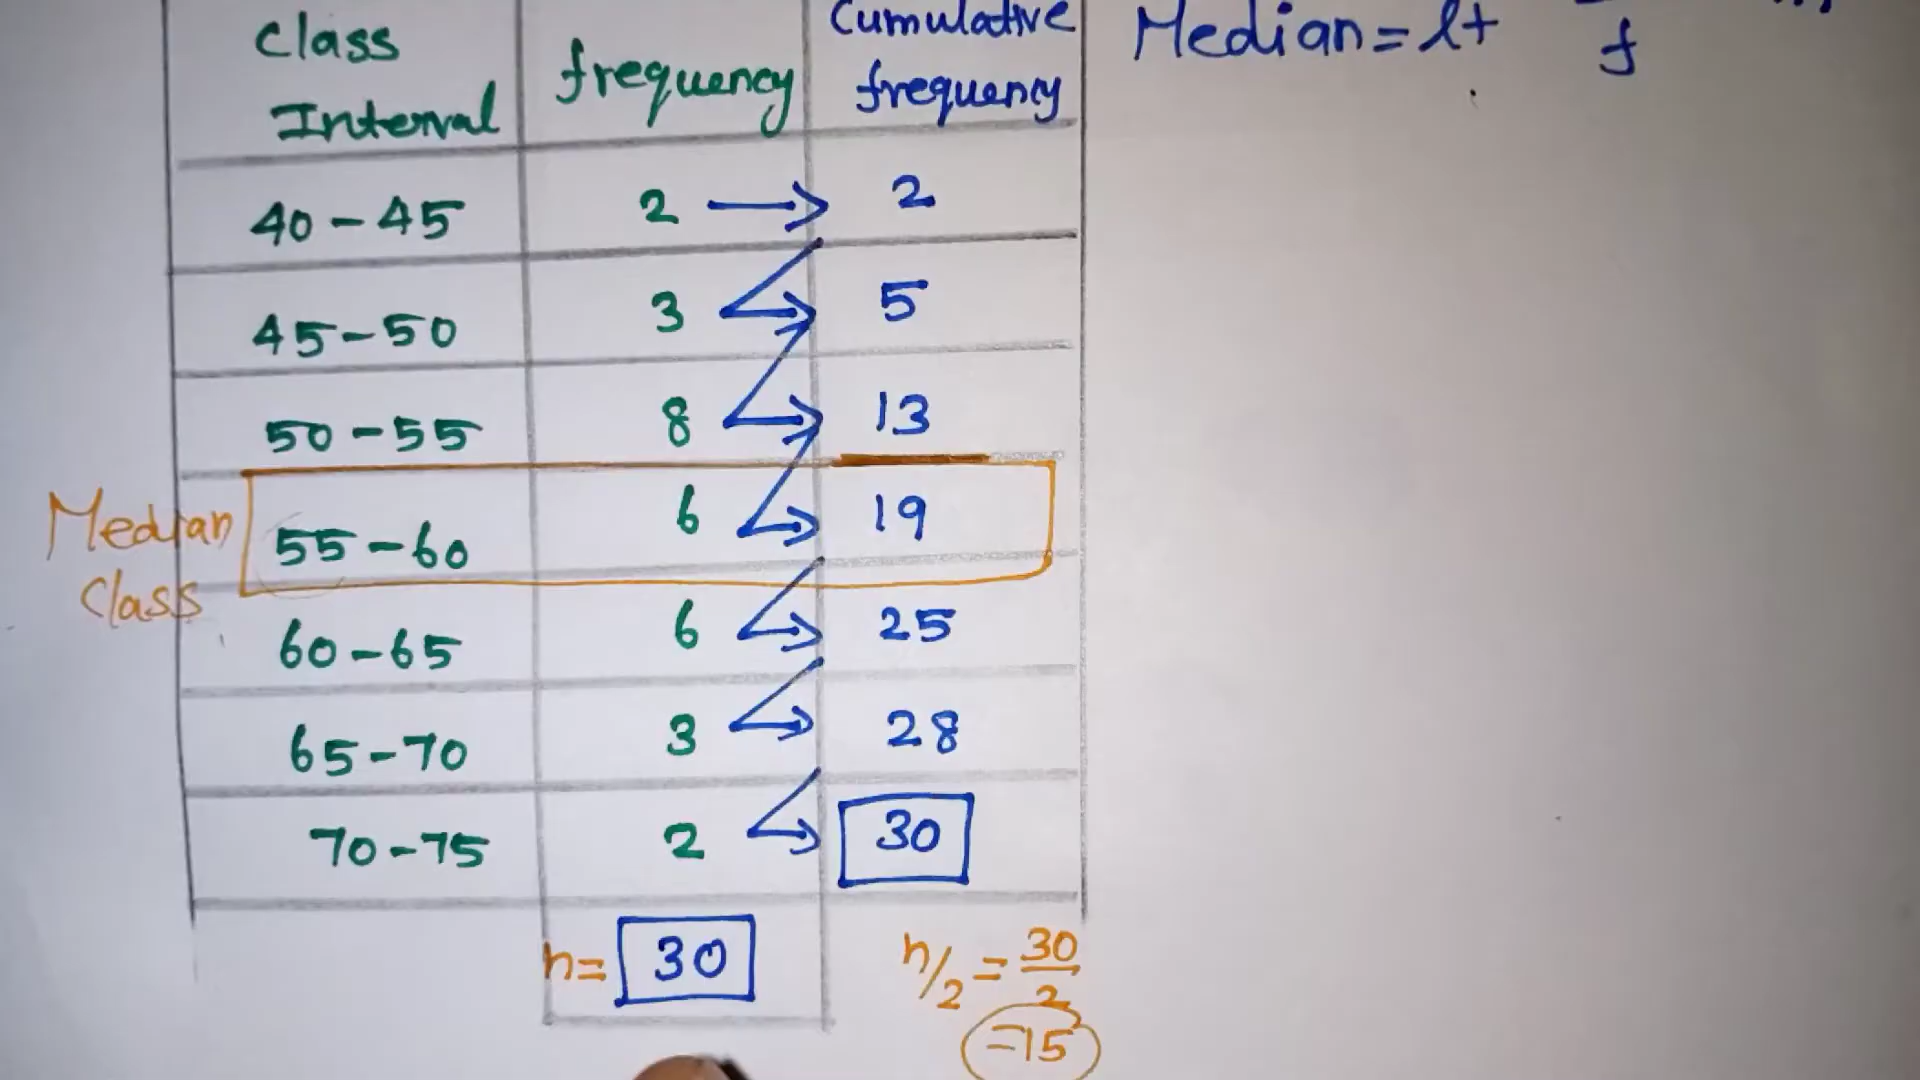 Class Interval frequency Cumulative frequency
Median = l +
f
40-45 2 2
45-50 3 5
50-55 8 13
Median Class 55-60 6 19
60-65 6 25
65-70 3 28
70-75 2 30
n= 30 n/2 = 30/2
=15